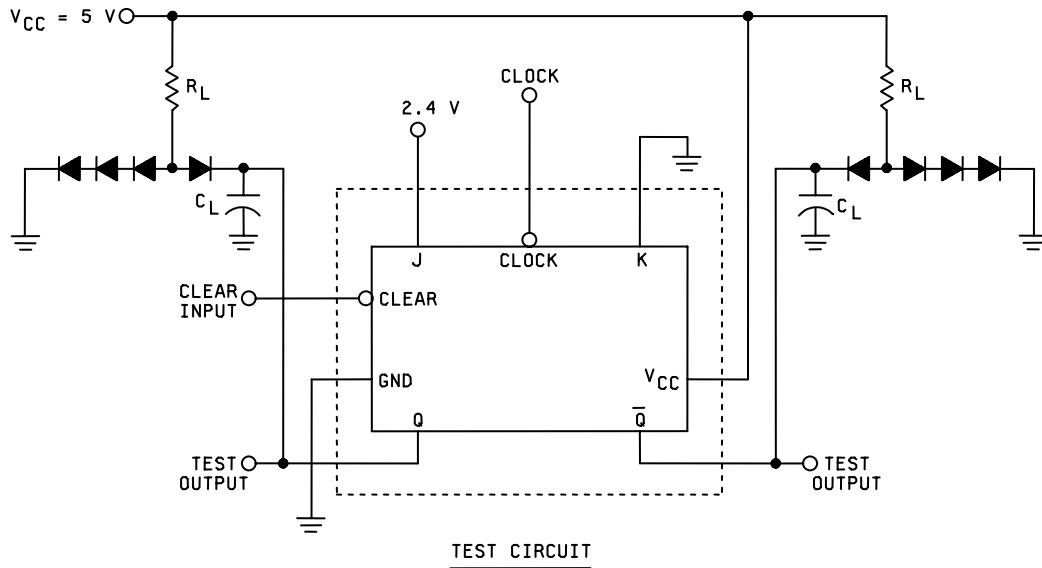 V_CC = 5 V
R_L
CLOCK
R_L
2.4 V
C_L
C_L
J
CLOCK
K
CLEAR
INPUT
CLEAR
GND
V_CC
Q
Q̅
TEST
OUTPUT
TEST
OUTPUT
TEST CIRCUIT